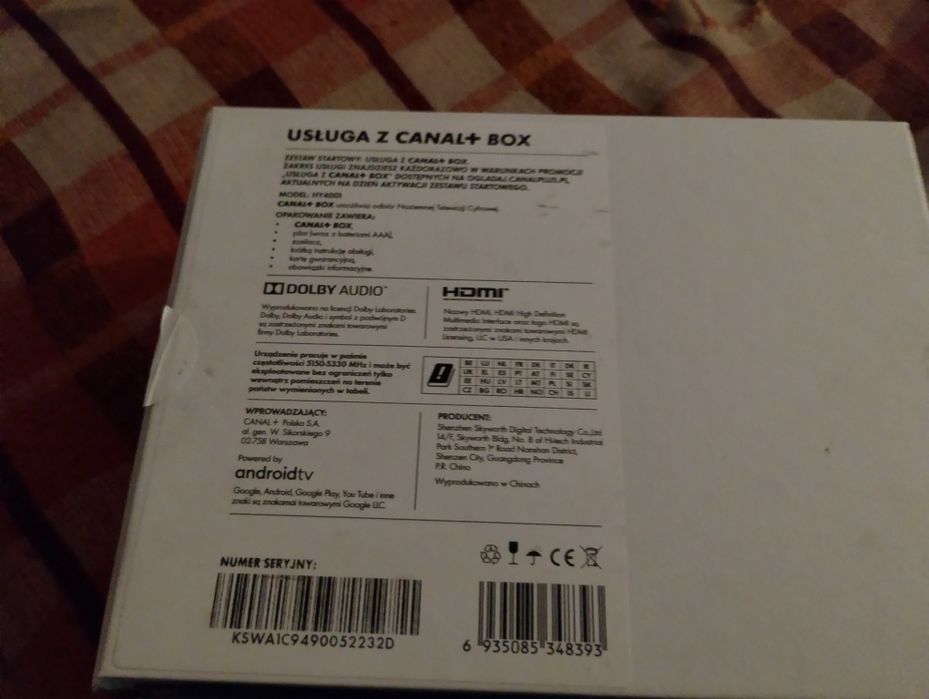 USŁUGA Z CANAL+ BOX
ZESTAW STARTOWY: USŁUGA Z CANAL+ BOX.
ZAKRES USŁUGI ZNAJDZIESZ KAŻDORAZOWO W WARUNKACH PROMOCJI
„USŁUGA Z CANAL+ BOX” DOSTĘPNYCH NA OGLADAJ.CANALPLUS.PL,
AKTUALNYCH NA DZIEŃ AKTYWACJI ZESTAWU STARTOWEGO.
MODEL: HY4001
CANAL+ BOX umożliwia odbiór Naziemnej Telewizji Cyfrowej.
OPAKOWANIE ZAWIERA:
• CANAL+ BOX,
• pilot (wraz z bateriami AAA),
• zasilacz,
• krótką instrukcję obsługi,
• kartę gwarancyjną,
• obowiązki informacyjne.
DOLBY AUDIO™
Wyprodukowano na licencji Dolby Laboratories.
Dolby, Dolby Audio i symbol z podwójnym D
są zastrzeżonymi znakami towarowymi
firmy Dolby Laboratories.
HDMI™
Nazwy HDMI, HDMI High Definition
Multimedia Interface oraz logo HDMI są
zastrzeżonymi znakami towarowymi HDMI
Licensing, LLC w USA i innych krajach.
Urządzenie pracuje w paśmie
częstotliwości 5150-5330 MHz i może być
eksploatowane bez ograniczeń tylko
wewnątrz pomieszczeń na terenie
państw wymienionych w tabeli.
BE LU NL FR DE IT DK IE
UK EL ES PT AT FI SE CY
EE HU LV LT MT PL SI SK
CZ BG RO HR NO CH IS LI
WPROWADZAJĄCY:
CANAL+ Polska S.A.
al. gen. W. Sikorskiego 9
02-758 Warszawa
Powered by
androidtv
Google, Android, Google Play, You Tube i inne
znaki są znakami towarowymi Google LLC.
PRODUCENT:
Shenzhen Skyworth Digital Technology Co.,Ltd.
14/F, Skyworth Bldg, No. 8 of Hi-tech Industrial
Park Southern 1st Road Nanshan District,
Shenzen City, Guangdong Province
P.R. China
Wyprodukowano w Chinach
CE
NUMER SERYJNY:
KSWA1C9490052232D
6 935085 348393